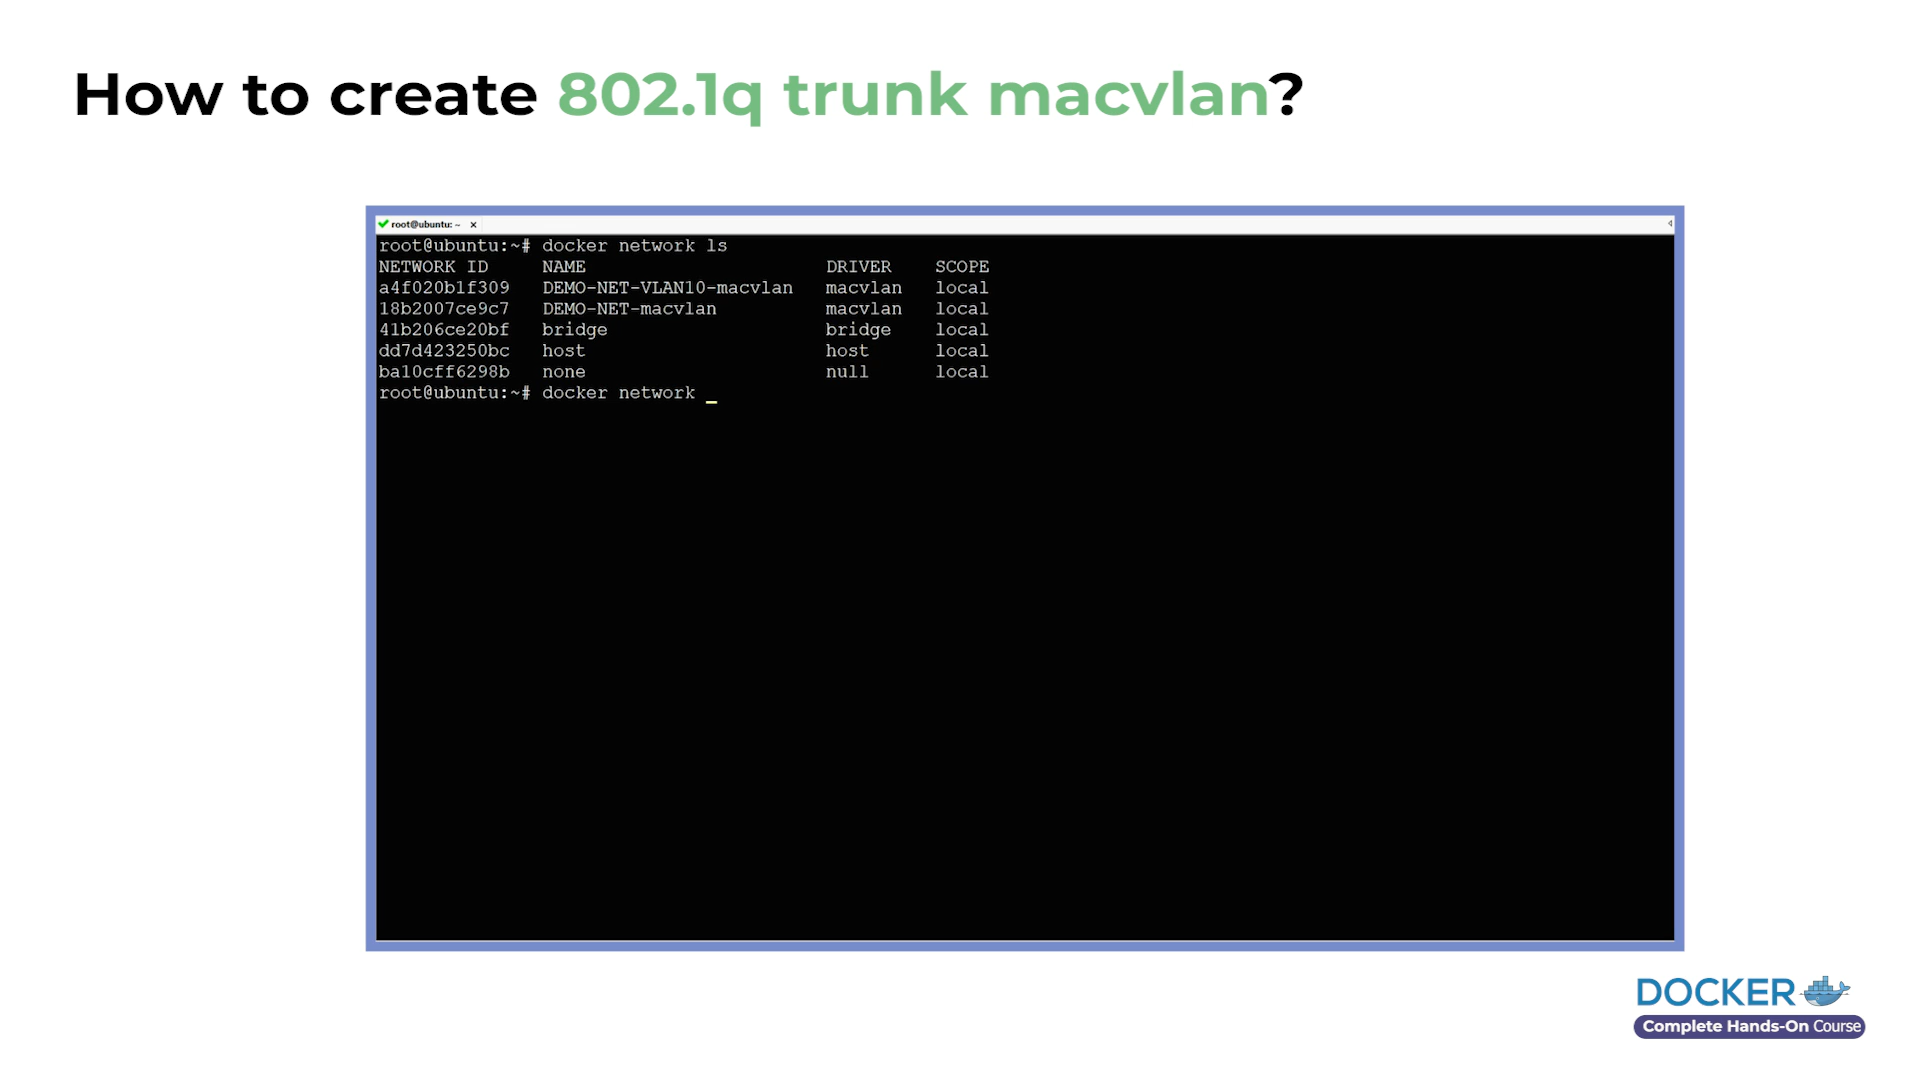 How to create 802.1q trunk macvlan?
root@ubuntu: ~ x
root@ubuntu:~# docker network ls
NETWORK ID NAME DRIVER SCOPE
a4f020b1f309 DEMO-NET-VLAN10-macvlan macvlan local
18b2007ce9c7 DEMO-NET-macvlan macvlan local
41b206ce20bf bridge bridge local
dd7d423250bc host host local
ba10cff6298b none null local
root@ubuntu:~# docker network _
DOCKER
Complete Hands-On Course